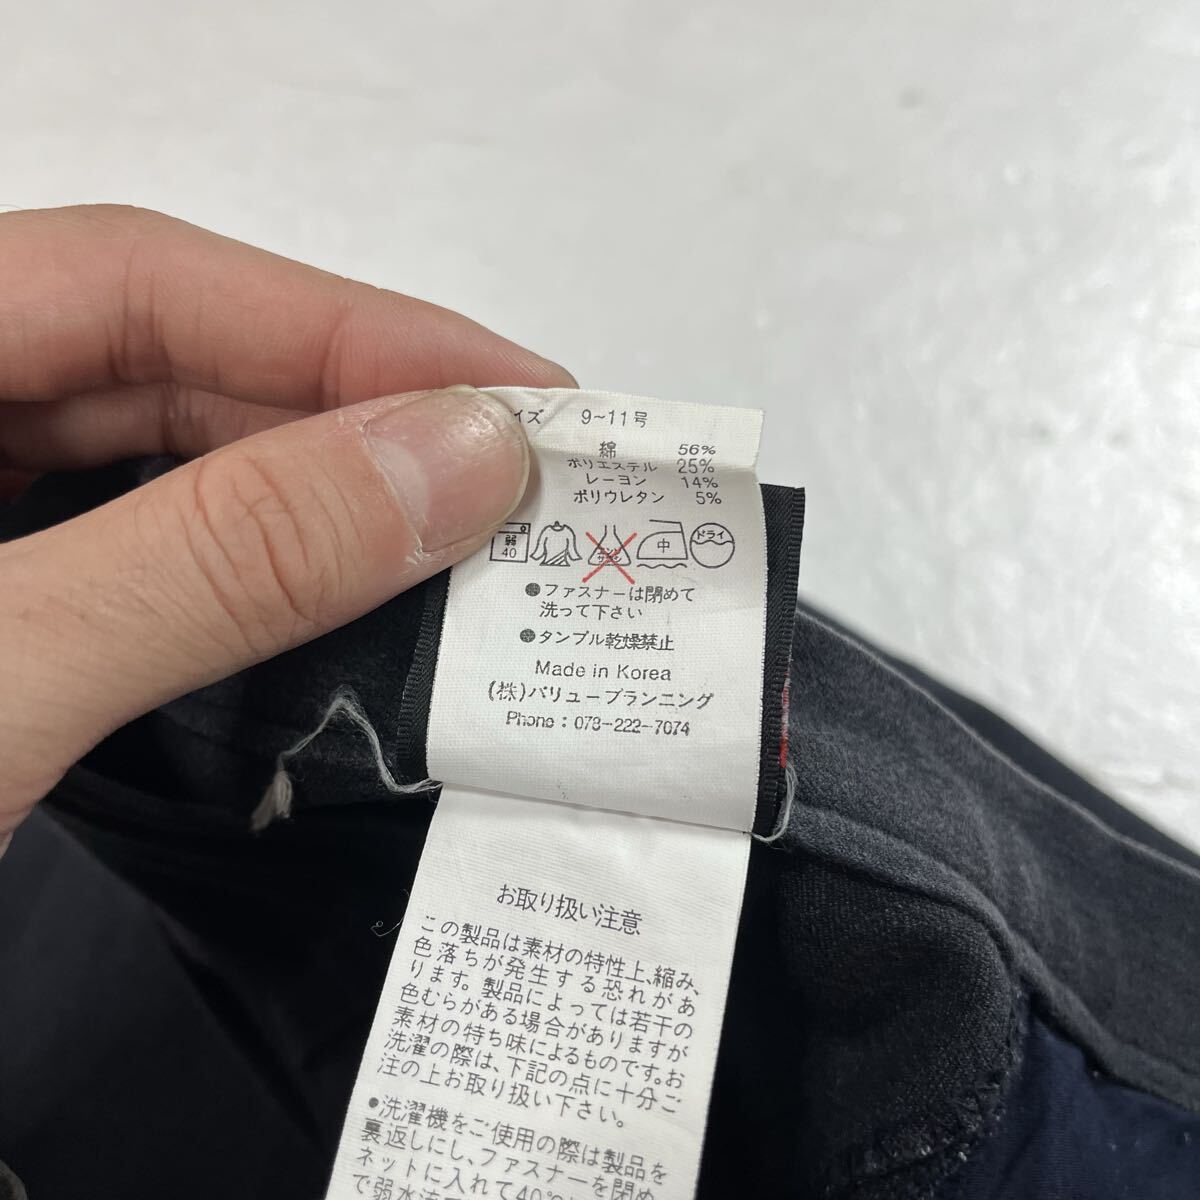 イズ 9~11号
綿 56%
ポリエステル 25%
レーヨン 14%
ポリウレタン 5%
弱
40
エンソ
サラシ
中
ドライ
●ファスナーは閉めて
洗って下さい
●タンブル乾燥禁止
Made in Korea
(株)バリュープランニング
Phone : 078-222-7074
お取り扱い注意
この製品は素材の特性上、縮み、
色落ちが発生する恐れがあ
ります。製品によっては若干の
色むらがある場合がありますが
素材の持ち味によるものです。お
洗濯の際は、下記の点に十分ご
注の上お取り扱い下さい。
●洗濯機をご使用の際は製品を
裏返しにし、ファスナーを閉め
ネットに入れて40℃
で弱水流